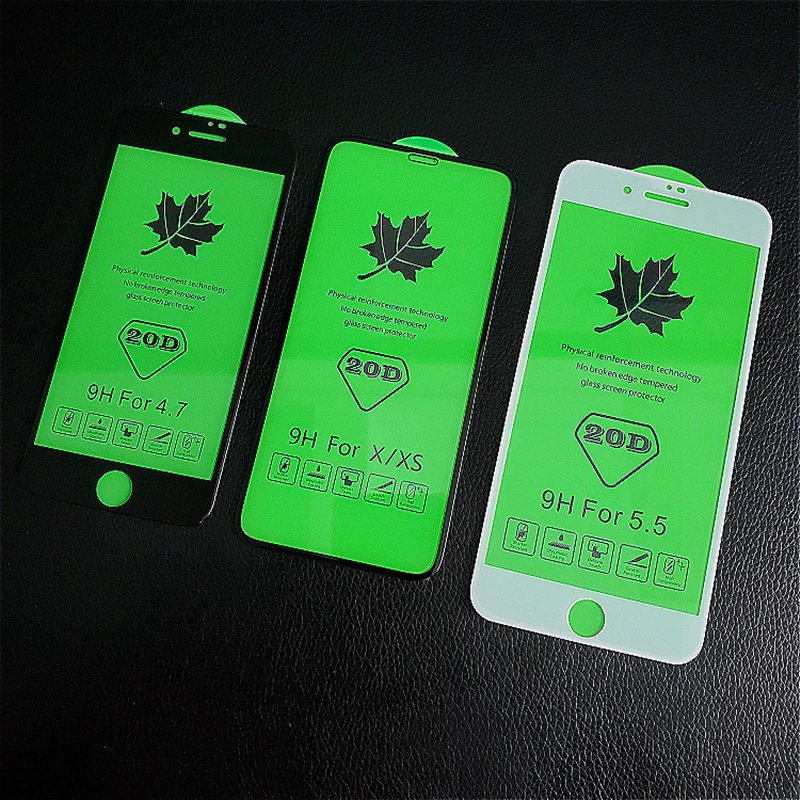 Physical reinforcement technology
No broken edge tempered
glass screen protector
20D
9H For 4.7
Physical reinforcement technology
No broken edge tempered
glass screen protector
20D
9H For X/XS
Physical reinforcement technology
No broken edge tempered
glass screen protector
20D
9H For 5.5